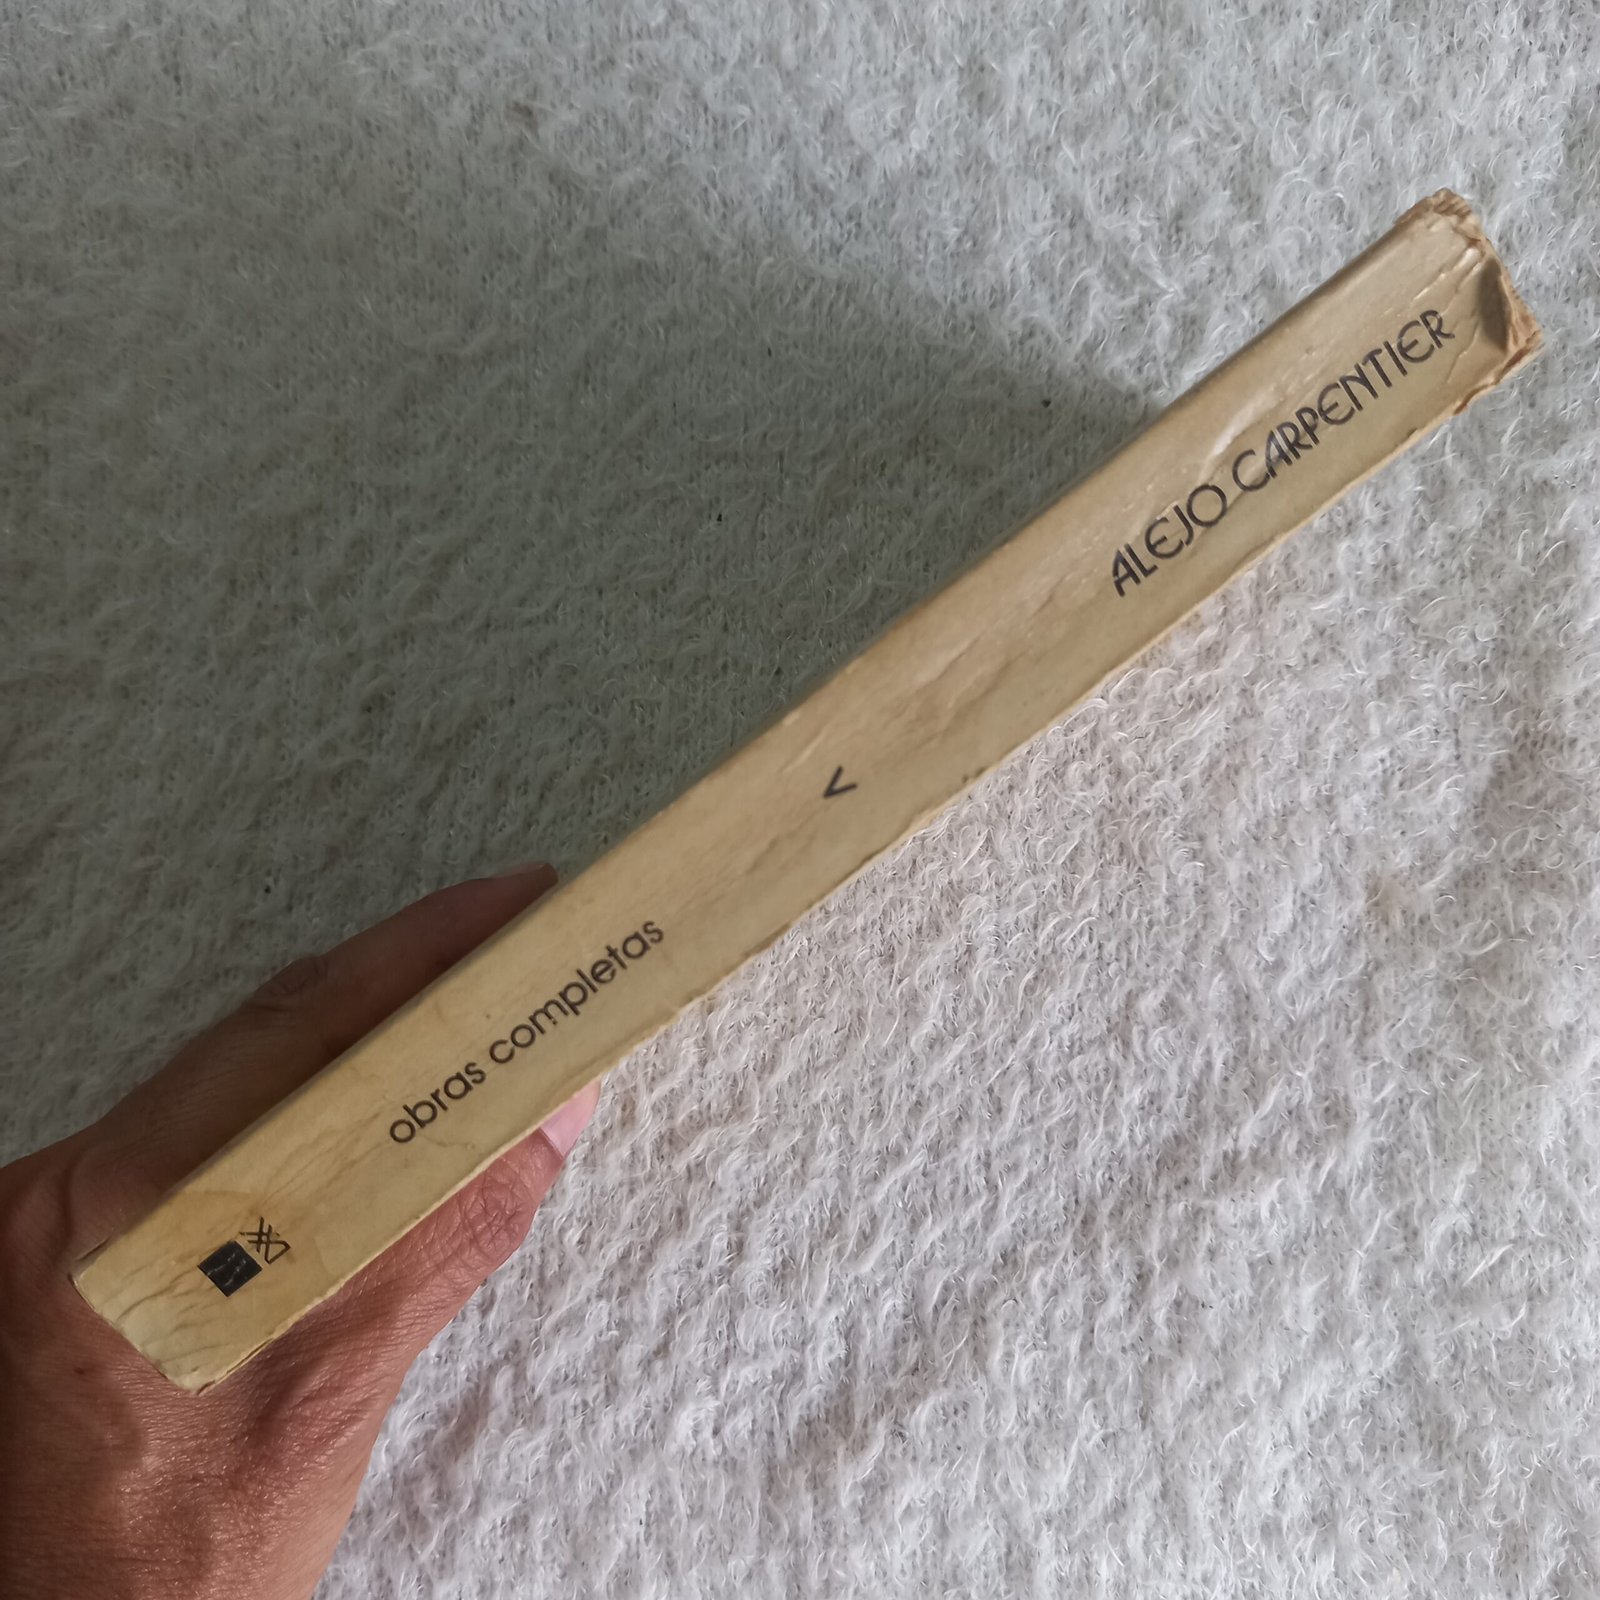 ALEJO CARPENTIER
V
obras completas